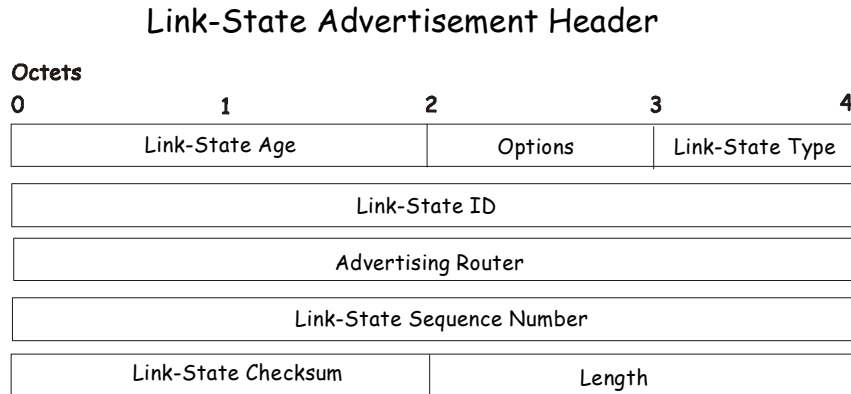 Link-State Advertisement Header
Octets
0 1 2 3 4
Link-State Age Options Link-State Type
Link-State ID
Advertising Router
Link-State Sequence Number
Link-State Checksum Length